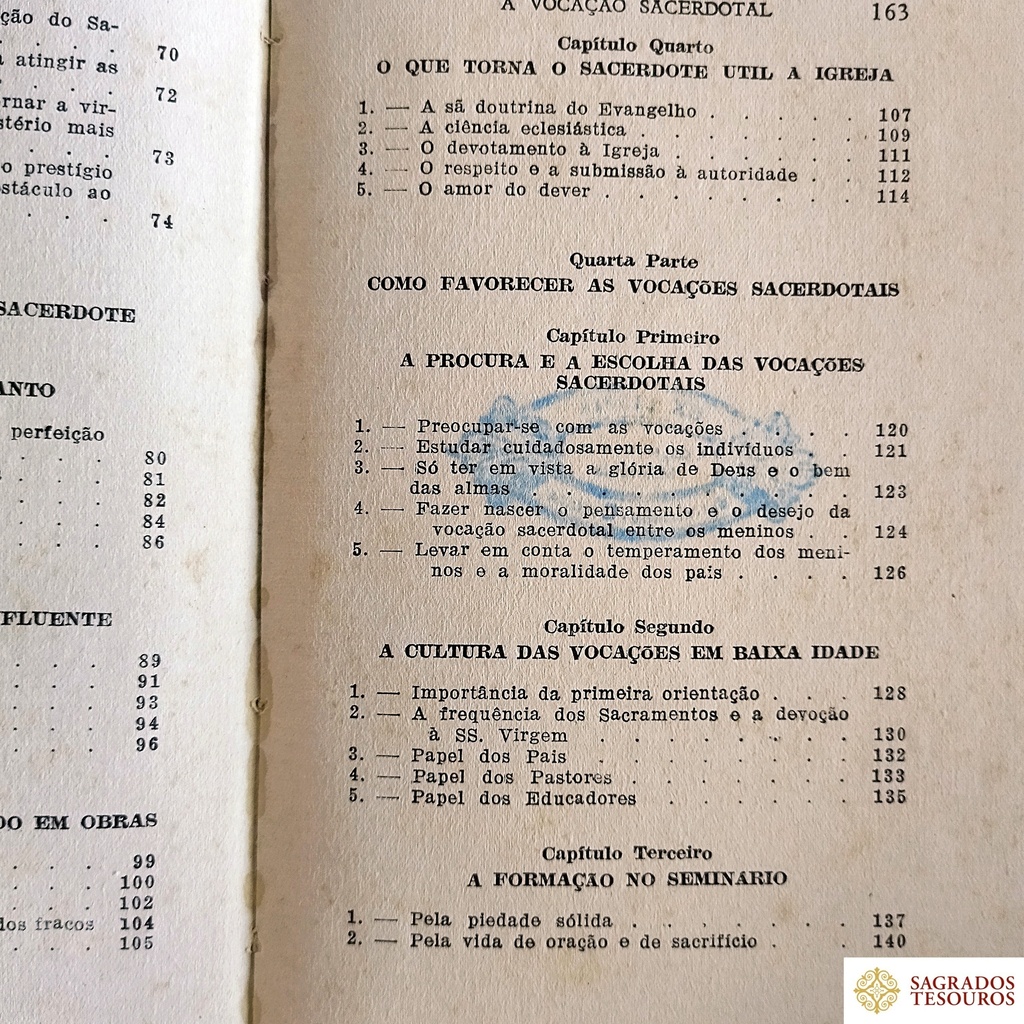 ção do Sa-
70
atingir as
72
rnar a vir-
stério mais
73
o prestígio
stáculo ao
74
SACERDOTE
ANTO
perfeição
80
81
82
84
86
FLUENTE
89
91
93
94
96
DO EM OBRAS
99
100
102
dos fracos 104
105
A VOCAÇÃO SACERDOTAL 163
Capítulo Quarto
O QUE TORNA O SACERDOTE UTIL A IGREJA
1. — A sã doutrina do Evangelho . . . . . 107
2. — A ciência eclesiástica . . . . . . 109
3. — O devotamento à Igreja . . . . . . 111
4. — O respeito e a submissão à autoridade . . 112
5. — O amor do dever . . . . . . . 114
Quarta Parte
COMO FAVORECER AS VOCAÇÕES SACERDOTAIS
Capítulo Primeiro
A PROCURA E A ESCOLHA DAS VOCAÇÕES
SACERDOTAIS
1. — Preocupar-se com as vocações . . . . 120
2. — Estudar cuidadosamente os indivíduos . . 121
3. — Só ter em vista a glória de Deus e o bem
das almas . . . . . . . . . 123
4. — Fazer nascer o pensamento e o desejo da
vocação sacerdotal entre os meninos . . 124
5. — Levar em conta o temperamento dos meni-
nos e a moralidade dos pais . . . . 126
Capítulo Segundo
A CULTURA DAS VOCAÇÕES EM BAIXA IDADE
1. — Importância da primeira orientação . . . 128
2. — A frequência dos Sacramentos e a devoção
à SS. Virgem . . . . . . . 130
3. — Papel dos Pais . . . . . . . 132
4. — Papel dos Pastores . . . . . . 133
5. — Papel dos Educadores . . . . . . 135
Capítulo Terceiro
A FORMAÇÃO NO SEMINÁRIO
1. — Pela piedade sólida . . . . . . 137
2. — Pela vida de oração e de sacrifício . . 140
SAGRADOS
TESOUROS